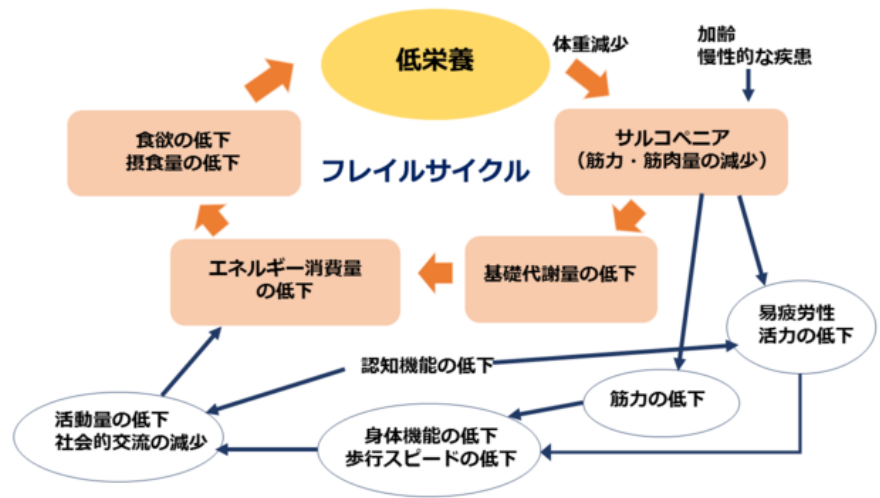 低栄養
体重減少
加齢
慢性的な疾患
食欲の低下
摂食量の低下
フレイルサイクル
サルコペニア
(筋力・筋肉量の減少)
エネルギー消費量
の低下
基礎代謝量の低下
易疲労性
活力の低下
認知機能の低下
筋力の低下
活動量の低下
社会的交流の減少
身体機能の低下
歩行スピードの低下